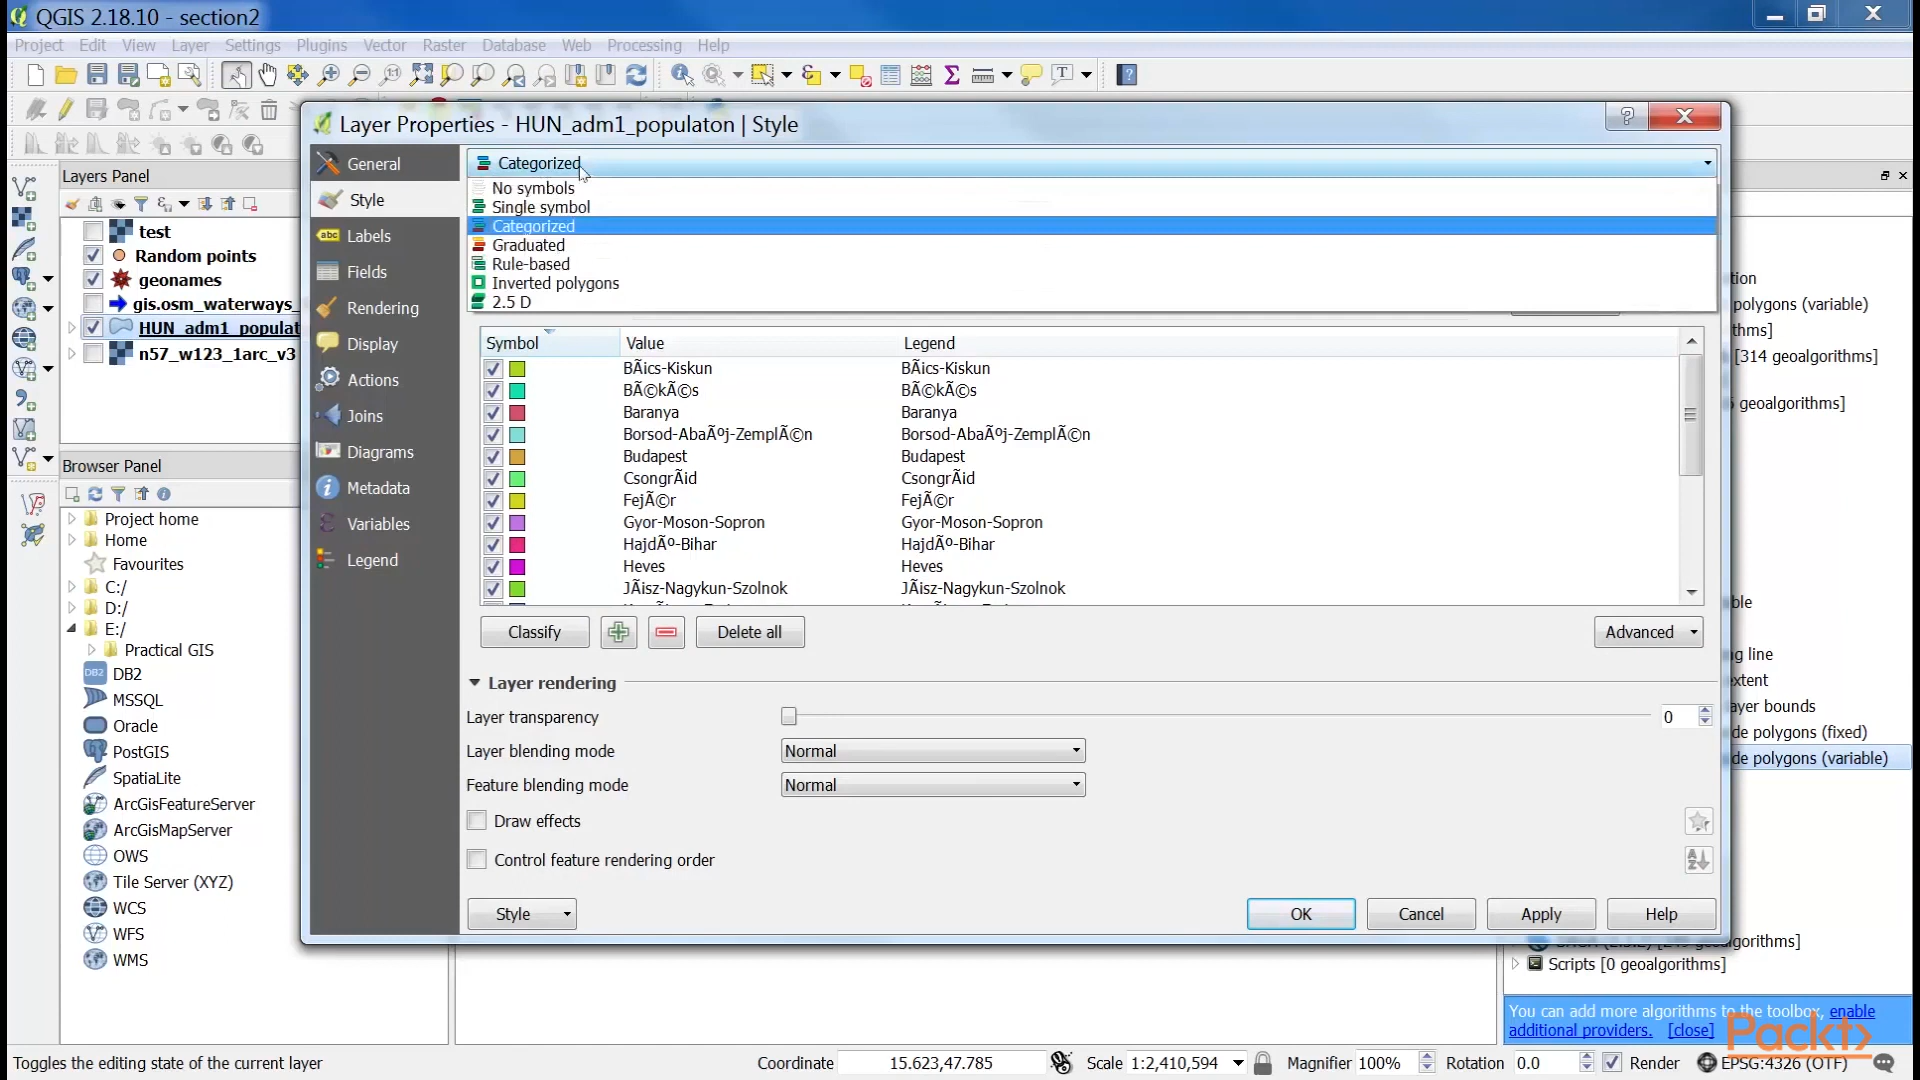 QGIS 2.18.10 - section2
Project Edit View Layer Settings Plugins Vector Raster Database Web Processing Help
Layer Properties - HUN_adm1_populaton | Style
Layers Panel
test
Random points
geonames
gis.osm_waterways_
HUN_adm1_populat
n57_w123_1arc_v3
Browser Panel
Project home
Home
Favourites
C:/
D:/
E:/
Practical GIS
DB2
DB2
MSSQL
Oracle
PostGIS
SpatiaLite
ArcGisFeatureServer
ArcGisMapServer
OWS
Tile Server (XYZ)
WCS
WFS
WMS
General
Style
abc Labels
Fields
Rendering
Display
Actions
Joins
Diagrams
Metadata
Variables
Legend
Categorized
No symbols
Single symbol
Categorized
Graduated
Rule-based
Inverted polygons
2.5 D
Symbol Value Legend
BÃics-Kiskun BÃics-Kiskun
BÃ©kÃ©s BÃ©kÃ©s
Baranya Baranya
Borsod-AbaÃºj-ZemplÃ©n Borsod-AbaÃºj-ZemplÃ©n
Budapest Budapest
CsongrÃid CsongrÃid
FejÃ©r FejÃ©r
Gyor-Moson-Sopron Gyor-Moson-Sopron
HajdÃº-Bihar HajdÃº-Bihar
Heves Heves
JÃisz-Nagykun-Szolnok JÃisz-Nagykun-Szolnok
Classify Delete all Advanced
Layer rendering
Layer transparency 0
Layer blending mode Normal
Feature blending mode Normal
Draw effects
Control feature rendering order
Style OK Cancel Apply Help
tion
polygons (variable)
thms]
[314 geoalgorithms]
geoalgorithms]
ble
ng line
extent
ayer bounds
de polygons (fixed)
de polygons (variable)
geoalgorithms]
Scripts [0 geoalgorithms]
You can add more algorithms to the toolbox, enable
additional providers. [close]
Packt>
Toggles the editing state of the current layer Coordinate 15.623,47.785 Scale 1:2,410,594 Magnifier 100% Rotation 0.0 Render EPSG:4326 (OTF)